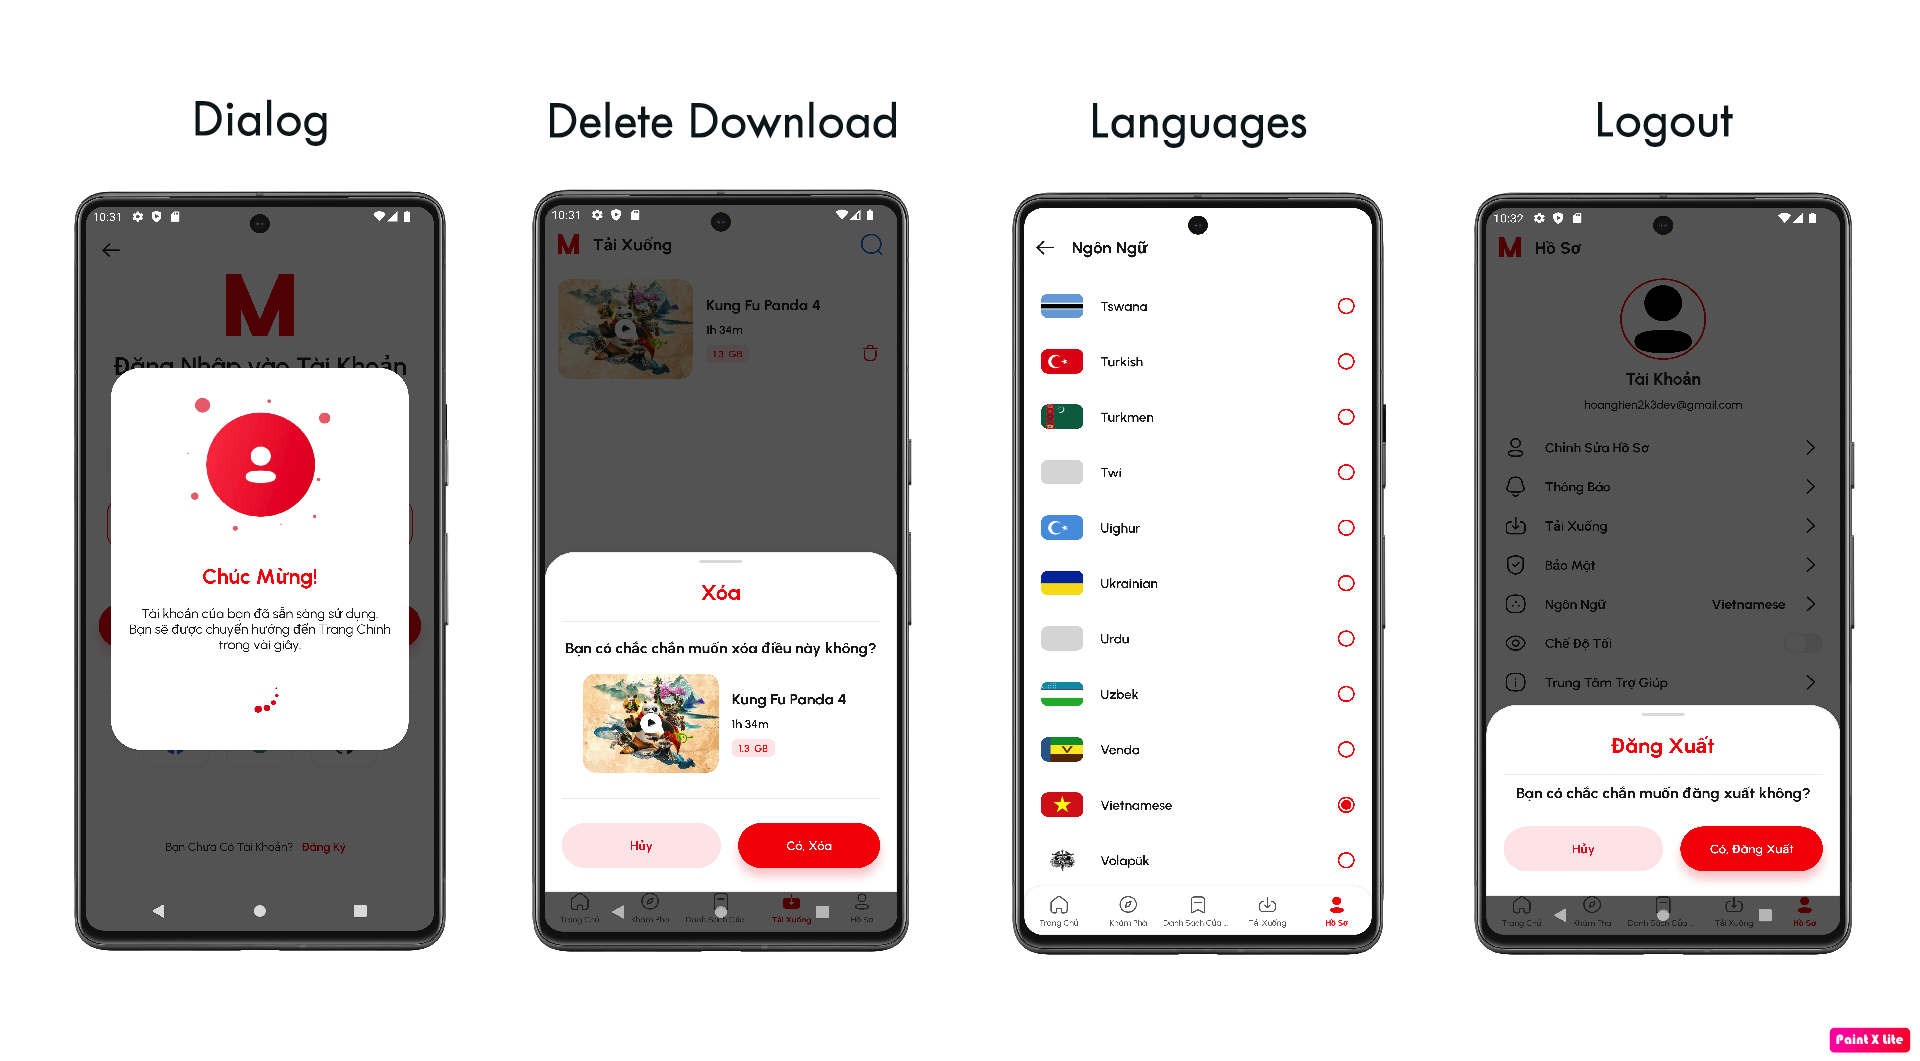 Dialog
10:31
M
Đăng Nhập vào Tài Khoản
Chúc Mừng!
Tài khoản của bạn đã sẵn sàng sử dụng.
Bạn sẽ được chuyển hướng đến Trang Chính
trong vài giây.
Bạn Chưa Có Tài Khoản? Đăng Ký
Delete Download
10:31
M Tải Xuống
Kung Fu Panda 4
1h 34m
1.3 GB
Xóa
Bạn có chắc chắn muốn xóa điều này không?
Kung Fu Panda 4
1h 34m
1.3 GB
Hủy
Có, Xóa
Trang Chủ
Khám Phá
Danh Sách Của...
Tải Xuống
Hồ Sơ
Languages
Ngôn Ngữ
Tswana
Turkish
Turkmen
Twi
Uighur
Ukrainian
Urdu
Uzbek
Venda
Vietnamese
Volapük
Trang Chủ
Khám Phá
Danh Sách Của...
Tải Xuống
Hồ Sơ
Logout
10:32
M Hồ Sơ
Tài Khoản
hoangtien2k3dev@gmail.com
Chỉnh Sửa Hồ Sơ
Thông Báo
Tải Xuống
Bảo Mật
Ngôn Ngữ Vietnamese
Chế Độ Tối
Trung Tâm Trợ Giúp
Đăng Xuất
Bạn có chắc chắn muốn đăng xuất không?
Hủy
Có, Đăng Xuất
Trang Chủ
Khám Phá
Danh Sách Của...
Tải Xuống
Hồ Sơ
Paint X lite